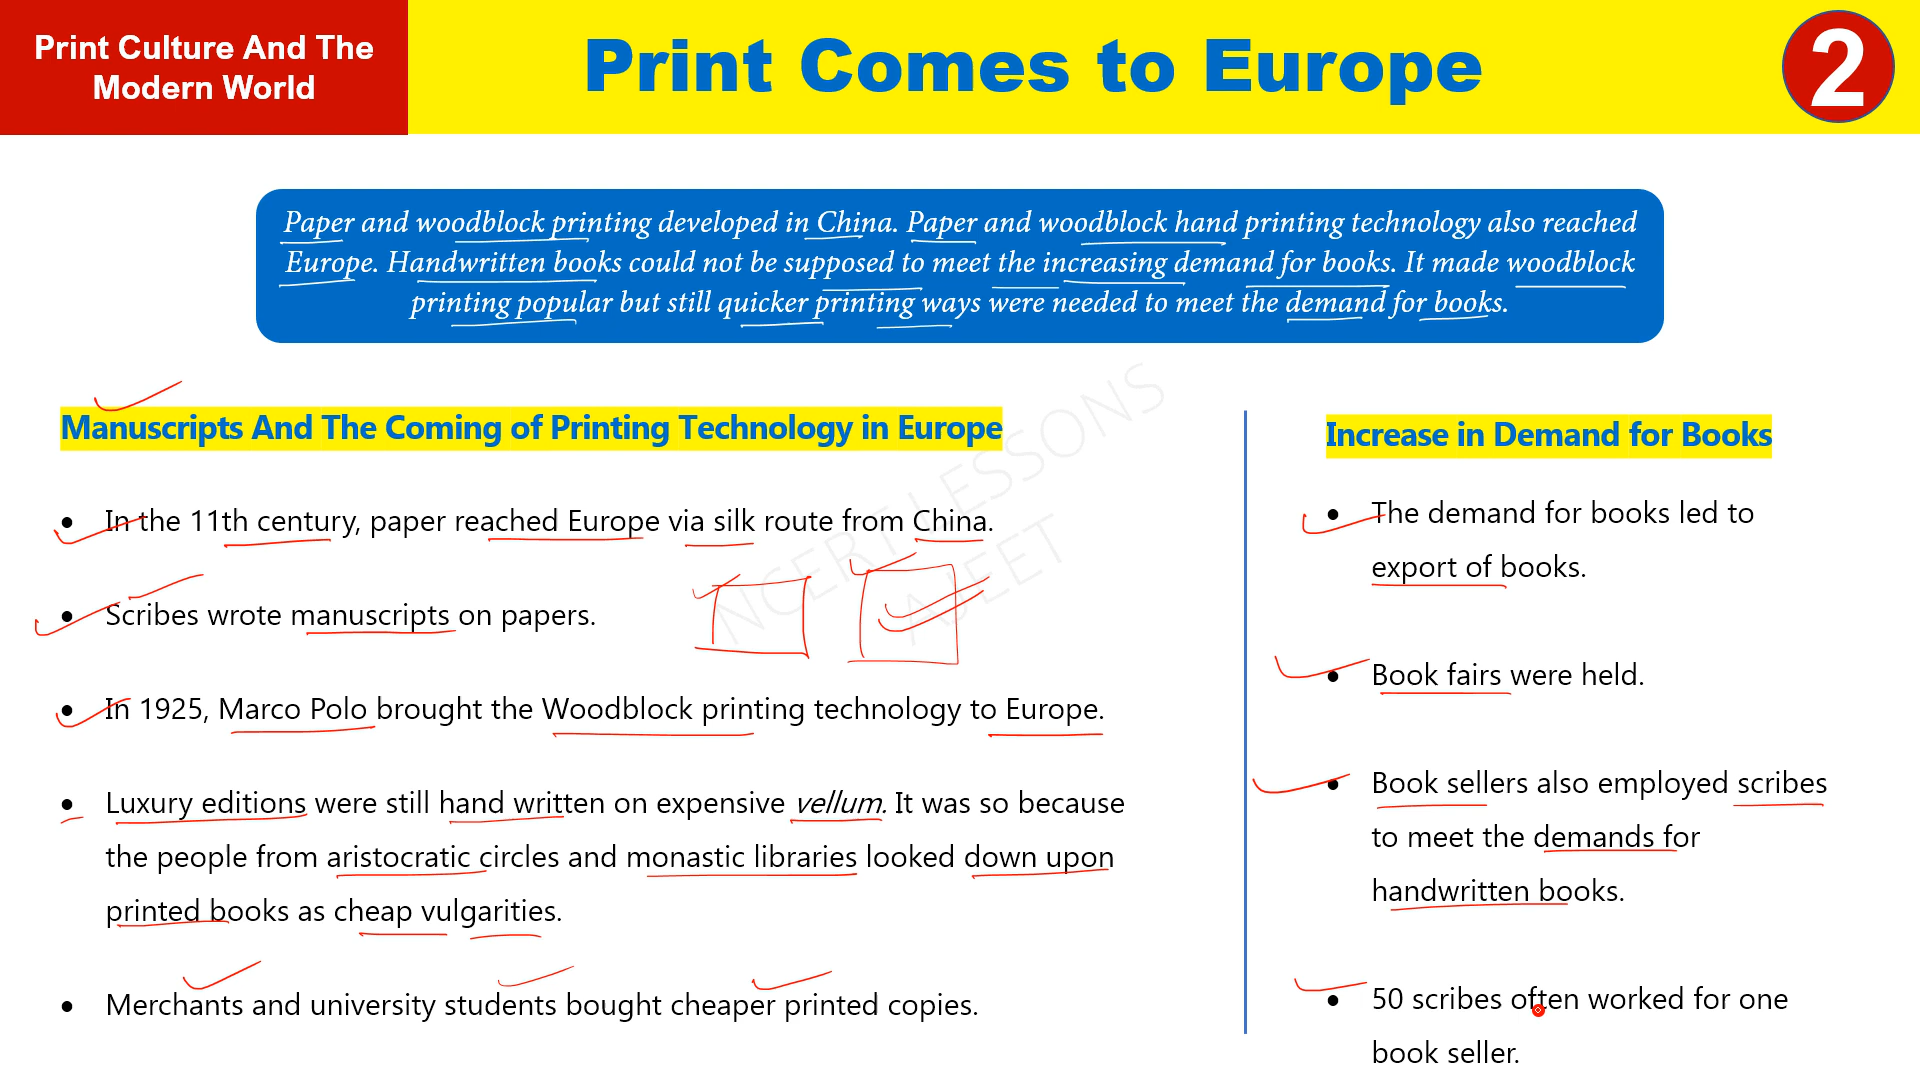 Print Culture And The
Modern World
Print Comes to Europe
2
Paper and woodblock printing developed in China. Paper and woodblock hand printing technology also reached
Europe. Handwritten books could not be supposed to meet the increasing demand for books. It made woodblock
printing popular but still quicker printing ways were needed to meet the demand for books.
Manuscripts And The Coming of Printing Technology in Europe
• In the 11th century, paper reached Europe via silk route from China.
• Scribes wrote manuscripts on papers.
• In 1925, Marco Polo brought the Woodblock printing technology to Europe.
• Luxury editions were still hand written on expensive vellum. It was so because
the people from aristocratic circles and monastic libraries looked down upon
printed books as cheap vulgarities.
• Merchants and university students bought cheaper printed copies.
Increase in Demand for Books
• The demand for books led to
export of books.
• Book fairs were held.
• Book sellers also employed scribes
to meet the demands for
handwritten books.
• 50 scribes often worked for one
book seller.
NCERT LESSONS
AJEET